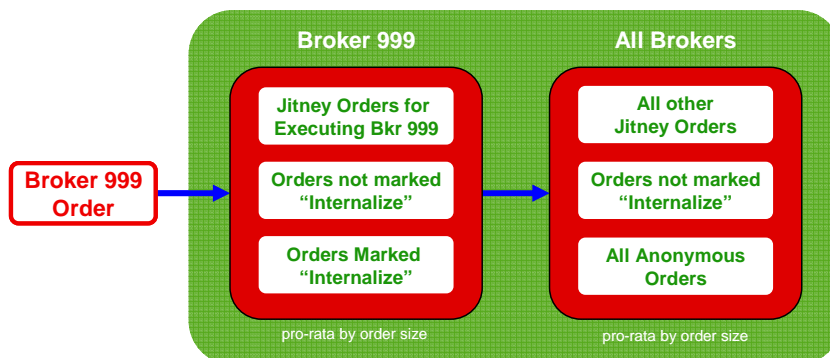 Broker 999
All Brokers
Jitney Orders for
Executing Bkr 999
All other
Jitney Orders
Broker 999
Order
Orders not marked
“Internalize”
Orders not marked
“Internalize”
Orders Marked
“Internalize”
All Anonymous
Orders
pro-rata by order size
pro-rata by order size